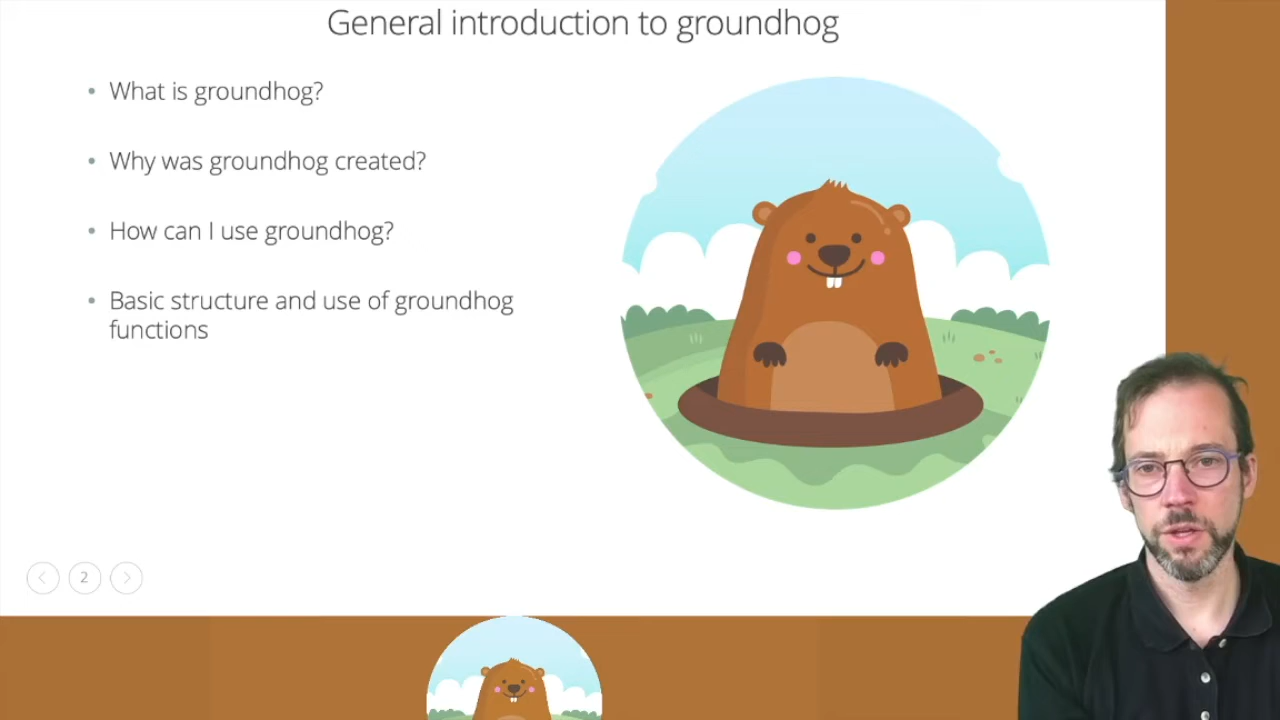 General introduction to groundhog
• What is groundhog?
• Why was groundhog created?
• How can I use groundhog?
• Basic structure and use of groundhog
functions
2